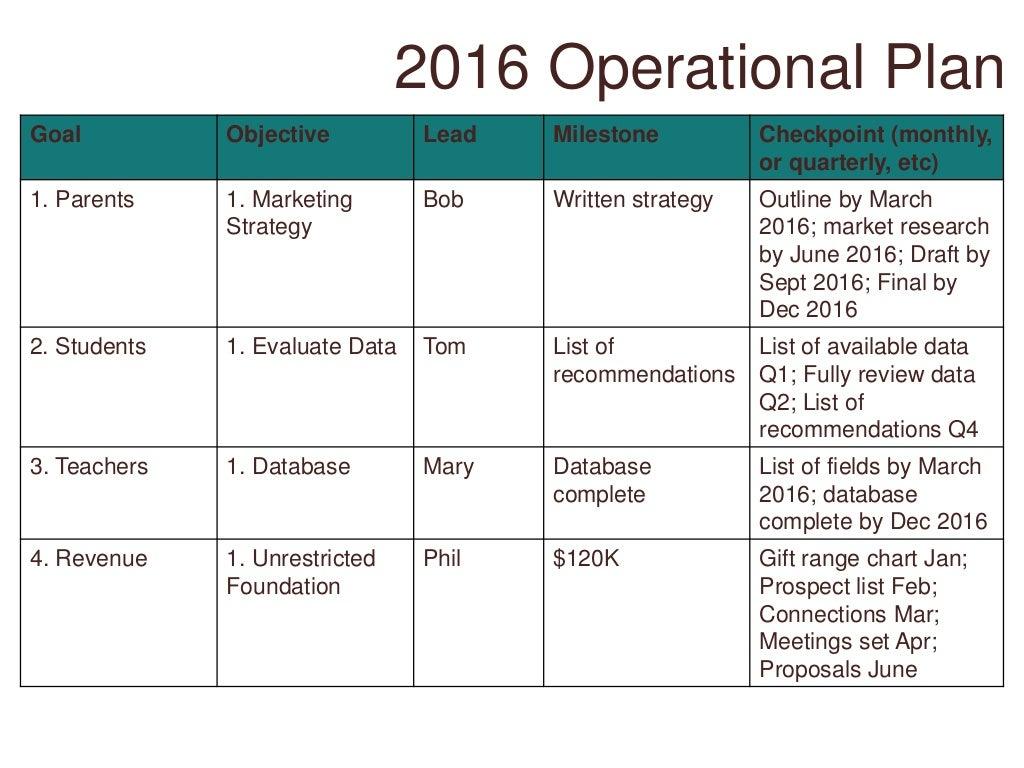 2016 Operational Plan
Goal
Objective
Lead
Milestone
Checkpoint (monthly,
or quarterly, etc)
1. Parents
1. Marketing
Strategy
Bob
Written strategy
Outline by March
2016; market research
by June 2016; Draft by
Sept 2016; Final by
Dec 2016
2. Students
1. Evaluate Data
Tom
List of
recommendations
List of available data
Q1; Fully review data
Q2; List of
recommendations Q4
3. Teachers
1. Database
Mary
Database
complete
List of fields by March
2016; database
complete by Dec 2016
4. Revenue
1. Unrestricted
Foundation
Phil
$120K
Gift range chart Jan;
Prospect list Feb;
Connections Mar;
Meetings set Apr;
Proposals June